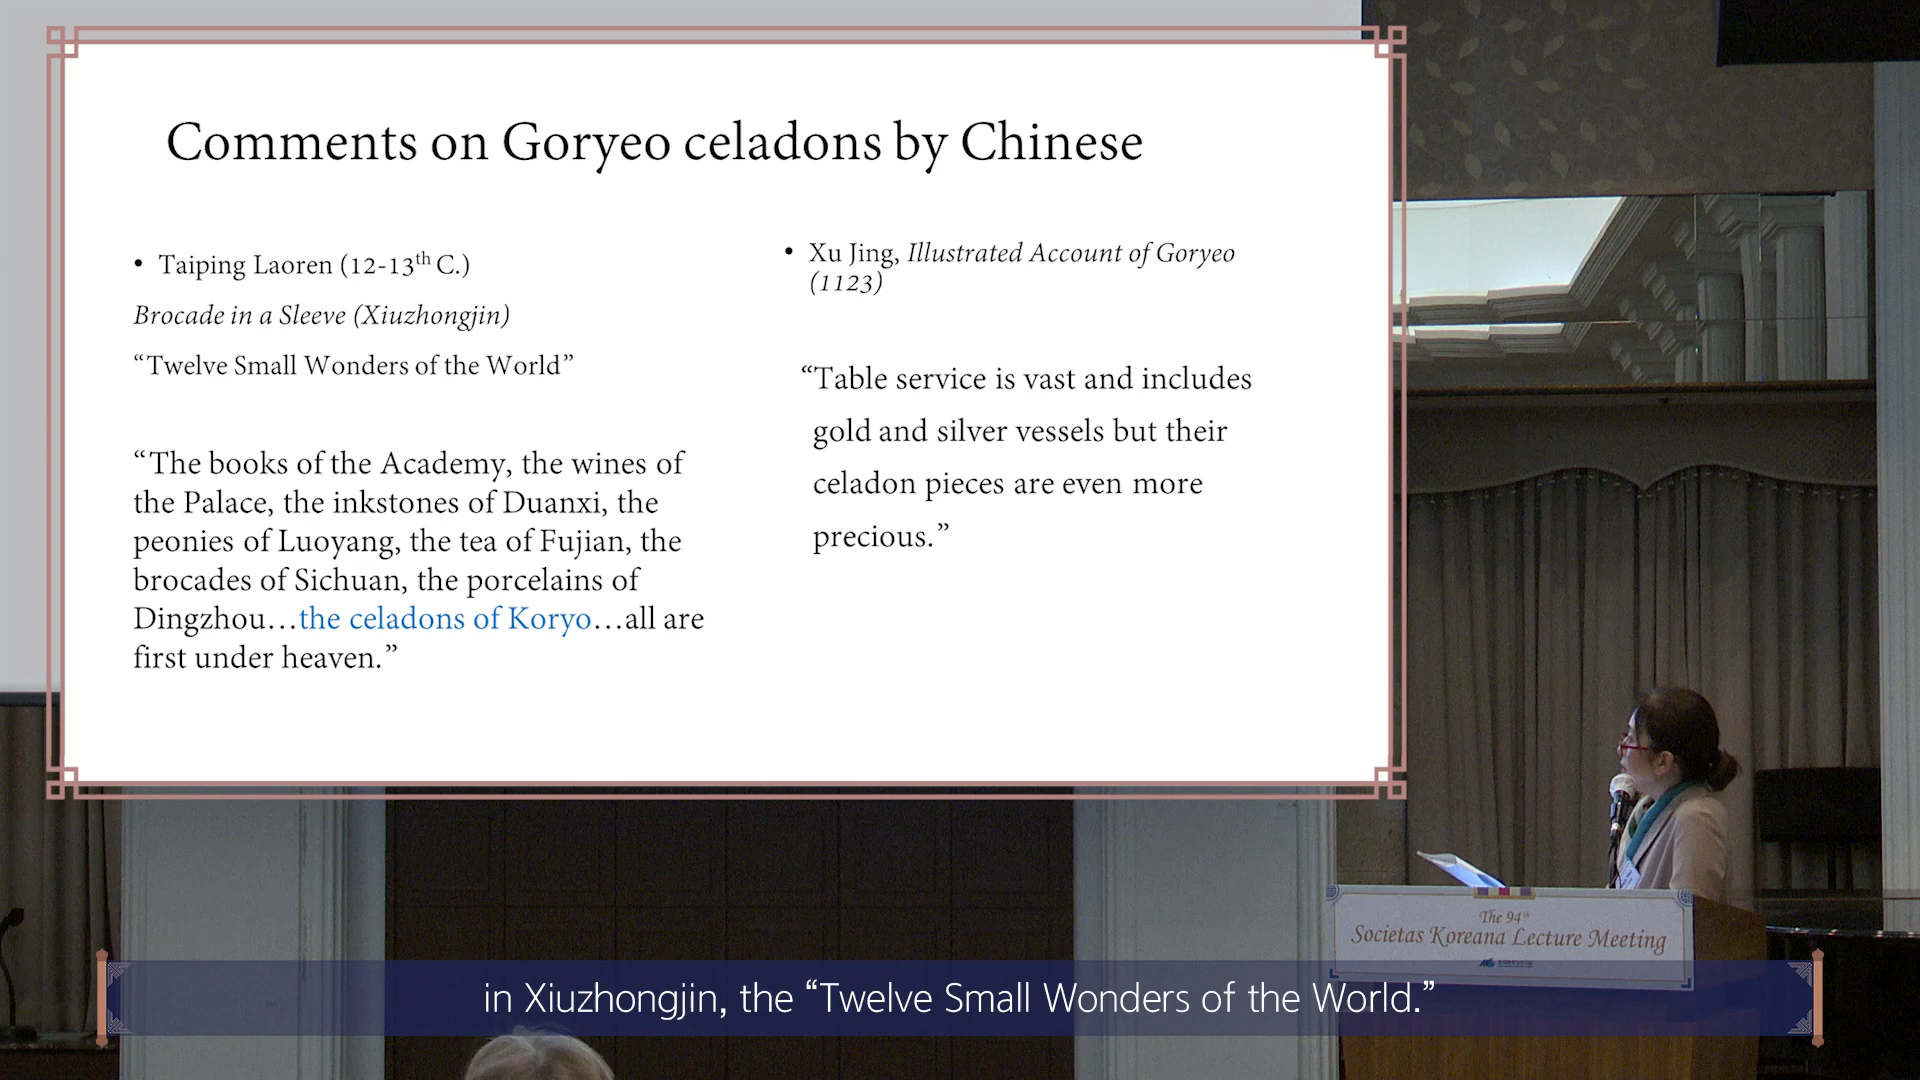 Comments on Goryeo celadons by Chinese
• Taiping Laoren (12-13th C.)
Brocade in a Sleeve (Xiuzhongjin)
“Twelve Small Wonders of the World”
“The books of the Academy, the wines of
the Palace, the inkstones of Duanxi, the
peonies of Luoyang, the tea of Fujian, the
brocades of Sichuan, the porcelains of
Dingzhou…the celadons of Koryo…all are
first under heaven.”
• Xu Jing, Illustrated Account of Goryeo
(1123)
“Table service is vast and includes
gold and silver vessels but their
celadon pieces are even more
precious.”
The 94th
Societas Koreana Lecture Meeting
in Xiuzhongjin, the “Twelve Small Wonders of the World.”